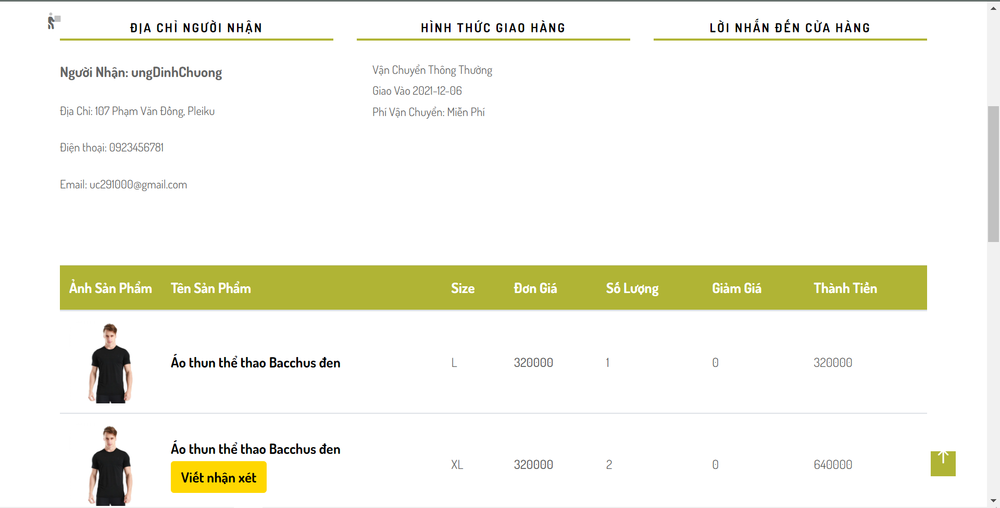 ĐỊA CHỈ NGƯỜI NHẬN
Người Nhận: ungDinhChuong
Địa Chỉ: 107 Phạm Văn Đồng, Pleiku
Điện thoại: 0923456781
Email: uc291000@gmail.com
HÌNH THỨC GIAO HÀNG
Vận Chuyển Thông Thường
Giao Vào 2021-12-06
Phí Vận Chuyển: Miễn Phí
LỜI NHẮN ĐẾN CỬA HÀNG
Ảnh Sản Phẩm Tên Sản Phẩm Size Đơn Giá Số Lượng Giảm Giá Thành Tiền
Áo thun thể thao Bacchus đen L 320000 1 0 320000
Áo thun thể thao Bacchus đen XL 320000 2 0 640000
Viết nhận xét